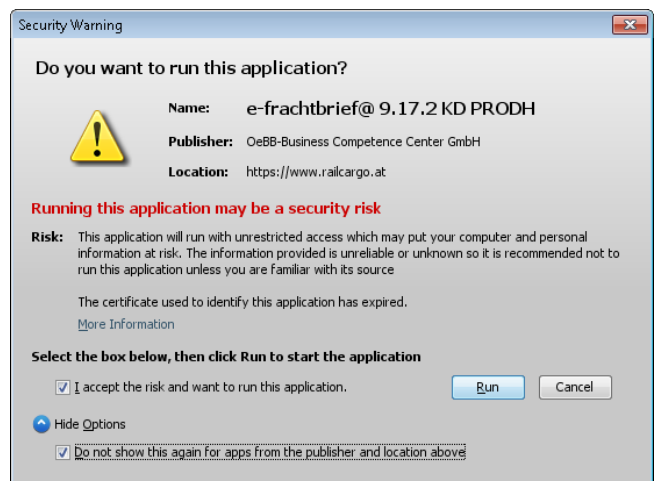 Security Warning
Do you want to run this application?
Name: e-frachtbrief@ 9.17.2 KD PRODH
Publisher: OeBB-Business Competence Center GmbH
Location: https://www.railcargo.at
Running this application may be a security risk
Risk: This application will run with unrestricted access which may put your computer and personal
information at risk. The information provided is unreliable or unknown so it is recommended not to
run this application unless you are familiar with its source
The certificate used to identify this application has expired.
More Information
Select the box below, then click Run to start the application
I accept the risk and want to run this application. Run Cancel
Hide Options
Do not show this again for apps from the publisher and location above